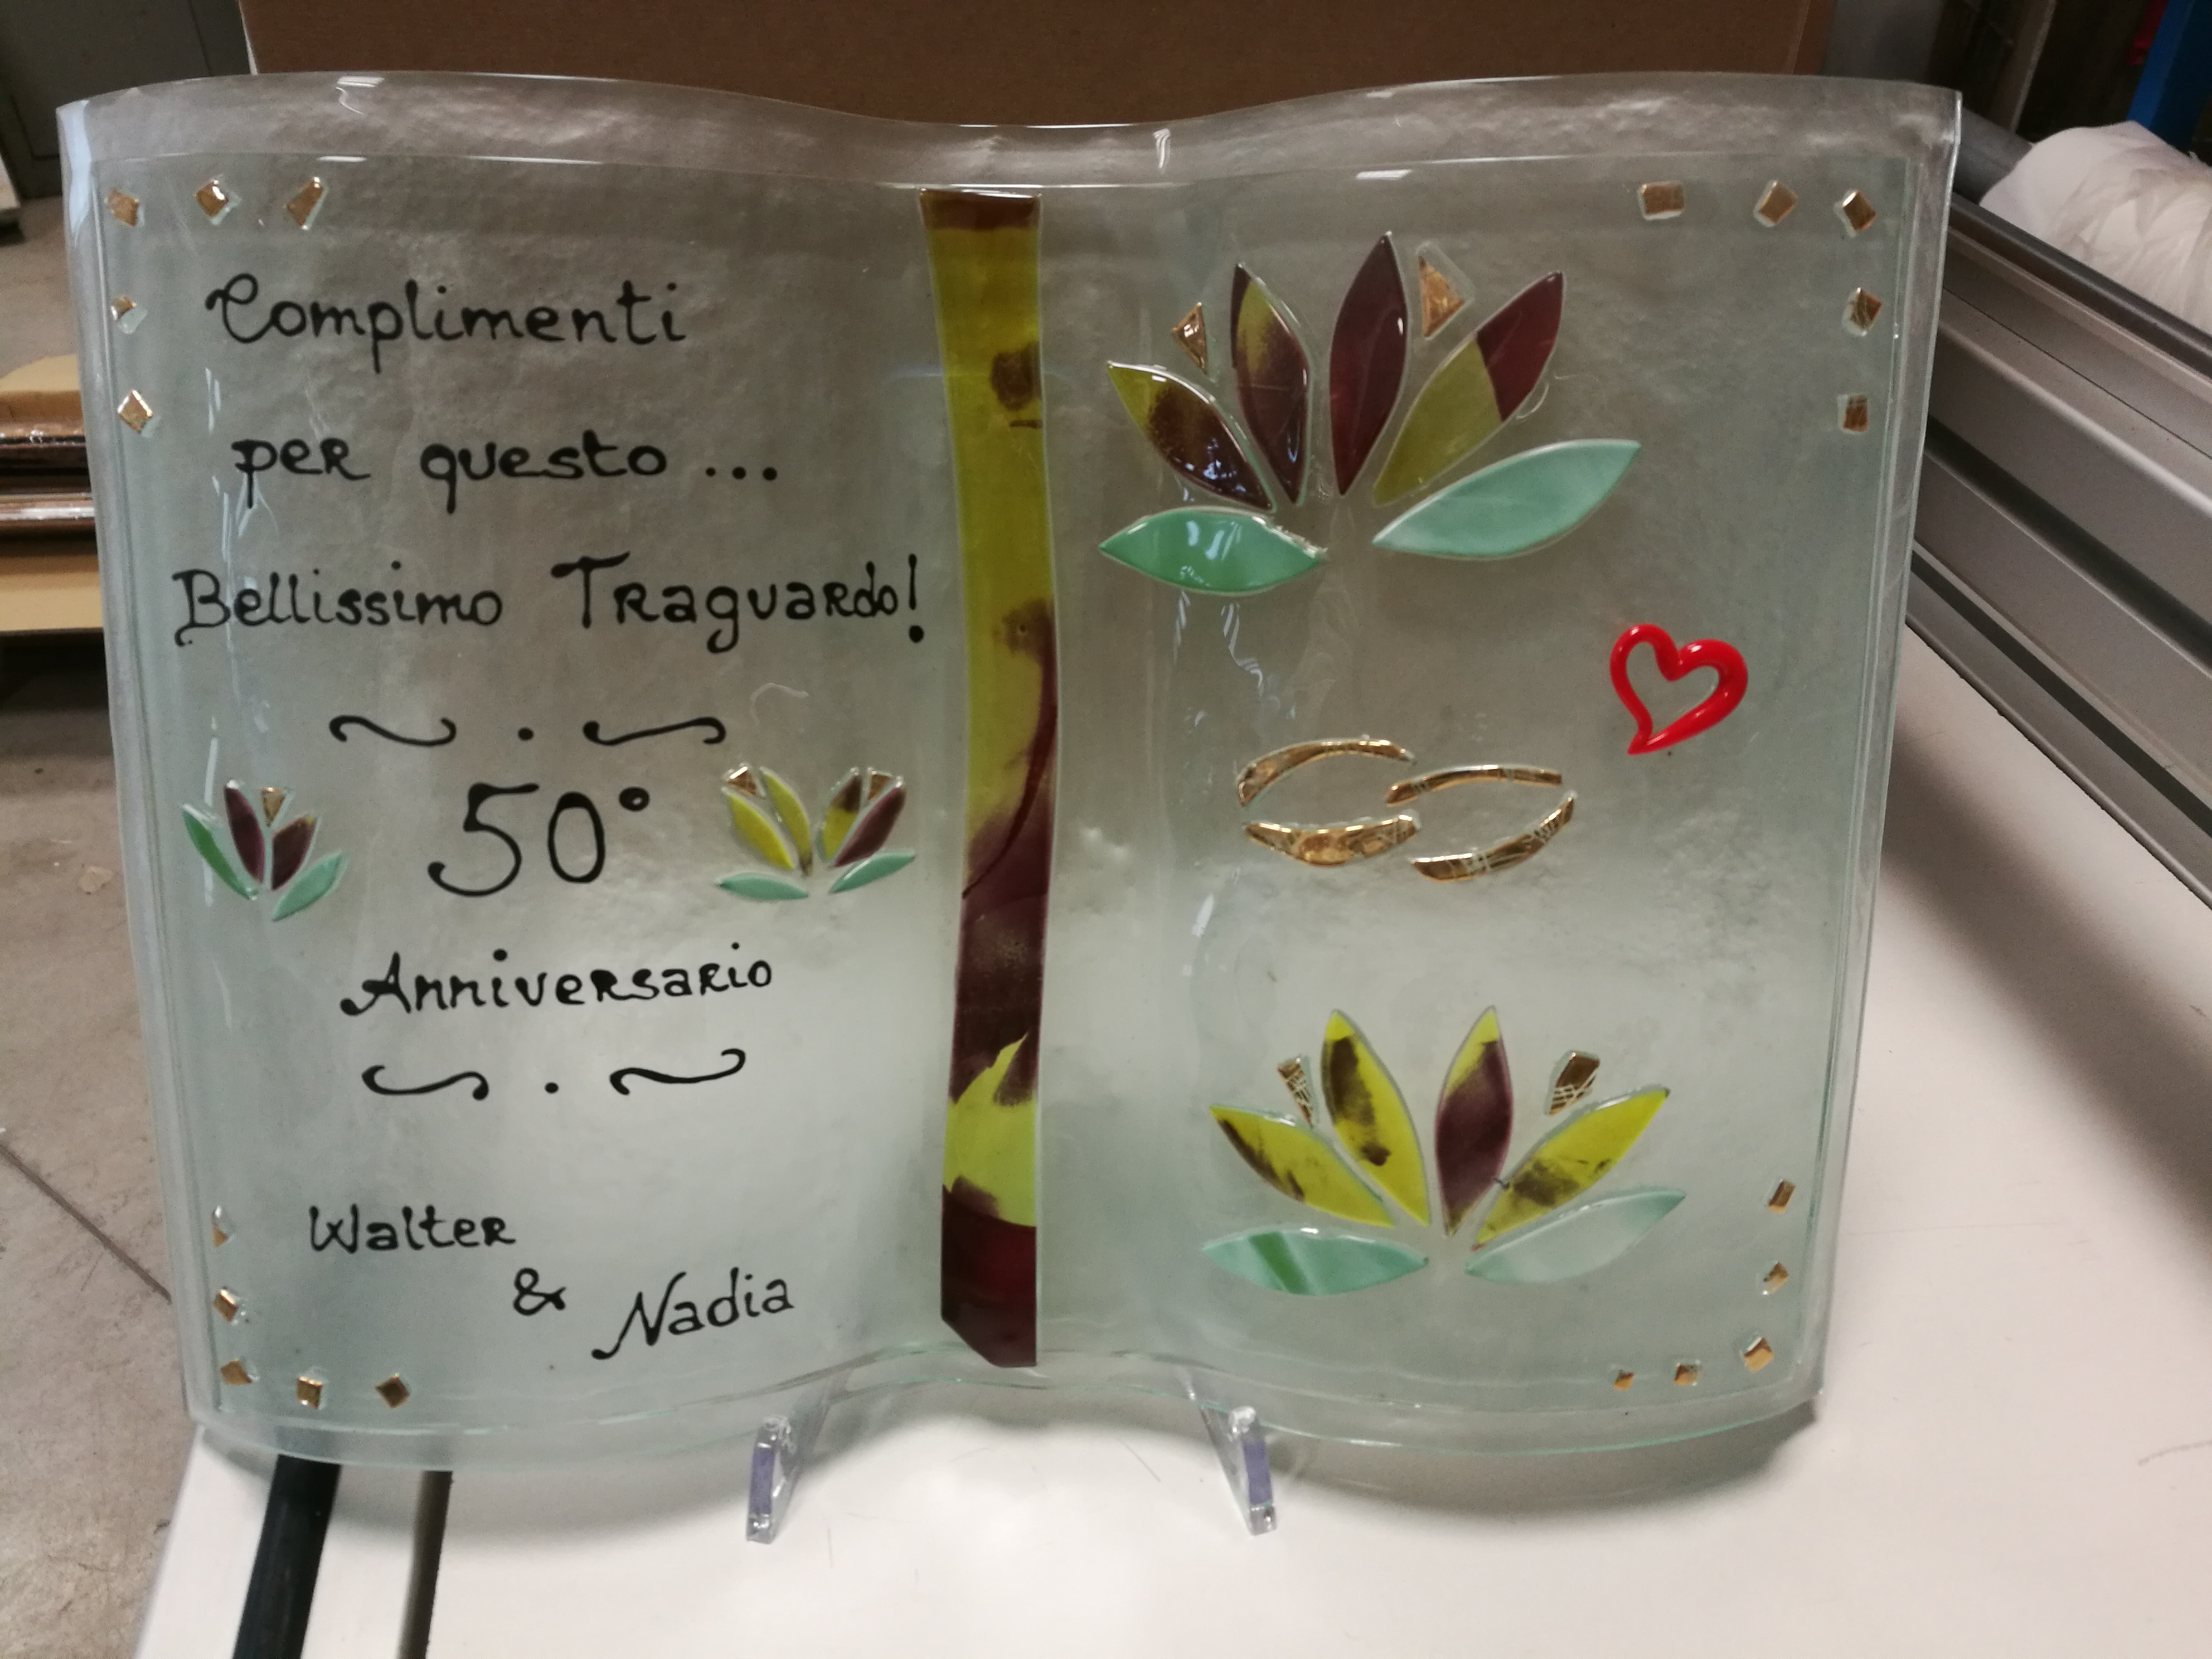 Complimenti
per questo...
Bellissimo Traguardo!
50°
Anniversario
Walter
&
Nadia